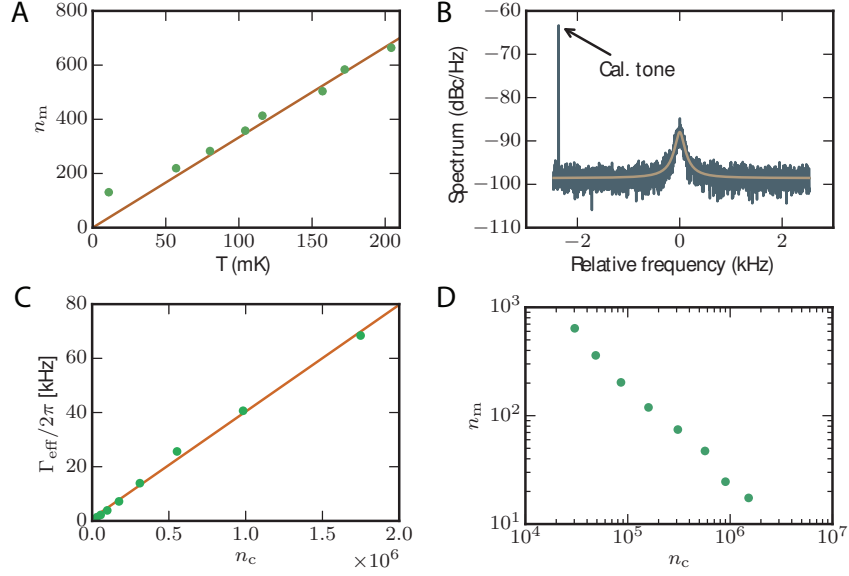 A
800
600
400
200
0
n_m
0 50 100 150 200
T (mK)
B
−60
−70
−80
−90
−100
−110
Spectrum (dBc/Hz)
Cal. tone
−2 0 2
Relative frequency (kHz)
C
80
60
40
20
0
Γ_eff/2π [kHz]
0.0 0.5 1.0 1.5 2.0
n_c
×10^6
D
10^3
10^2
10^1
n_m
10^4 10^5 10^6 10^7
n_c